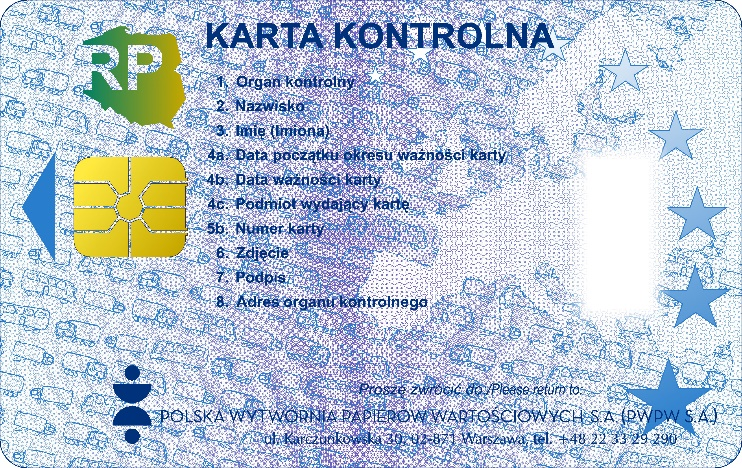 RP
KARTA KONTROLNA
1. Organ kontrolny
2. Nazwisko
3. Imię (Imiona)
4a. Data początku okresu ważności karty
4b. Data ważności karty
4c. Podmiot wydający kartę
5b. Numer karty
6. Zdjęcie
7. Podpis
8. Adres organu kontrolnego
Proszę zwrócić do /Please return to:
POLSKA WYTWÓRNIA PAPIERÓW WARTOŚCIOWYCH S.A. (PWPW S.A.)
ul. Karczunkowska 30, 02-871 Warszawa, tel. +48 22 33 29 290